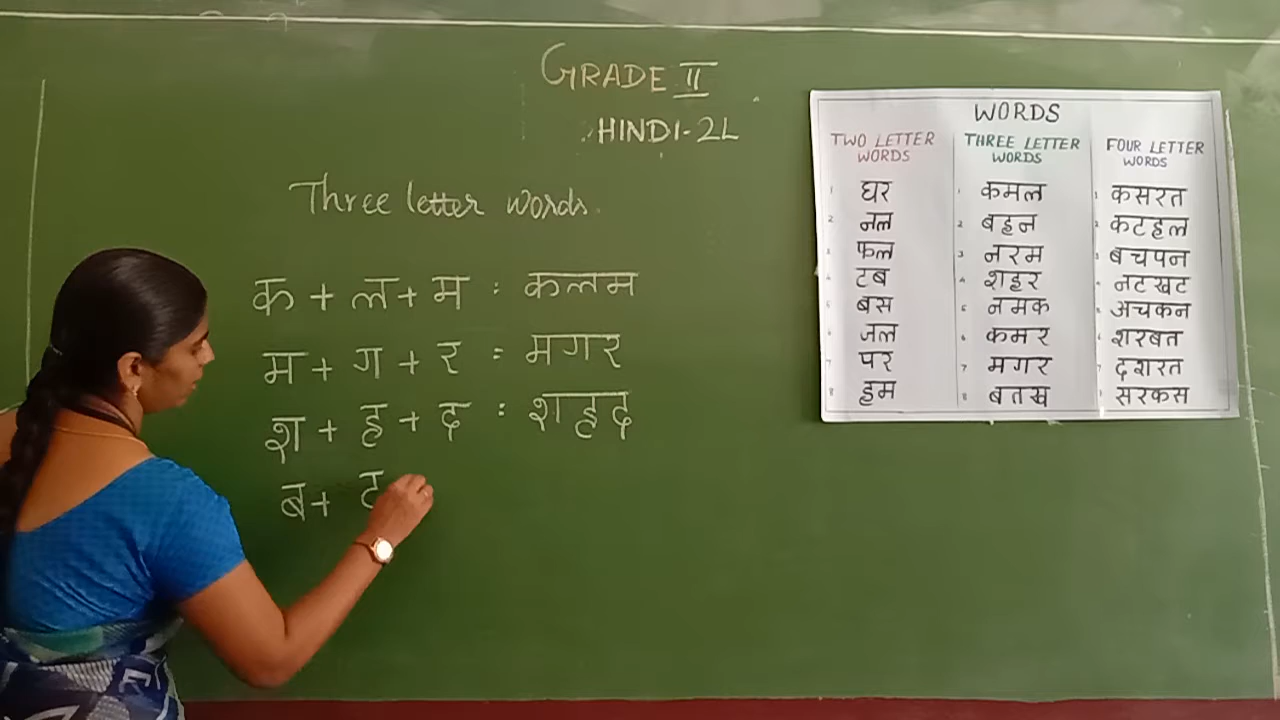 GRADE II
HINDI-2L
Three letter words.
क + ल + म : कलम
म + ग + र : मगर
श + ह + द : शहद
ब + ट
WORDS
TWO LETTER WORDS
1 घर
2 नल
3 फल
4 टब
5 बस
6 जल
7 पर
8 हम
THREE LETTER WORDS
1 कमल
2 बहन
3 नरम
4 शहर
5 नमक
6 कमर
7 मगर
8 बतख
FOUR LETTER WORDS
1 कसरत
2 कटहल
3 बचपन
4 नटखट
5 अचकन
6 शरबत
7 दशरत
8 सरकस